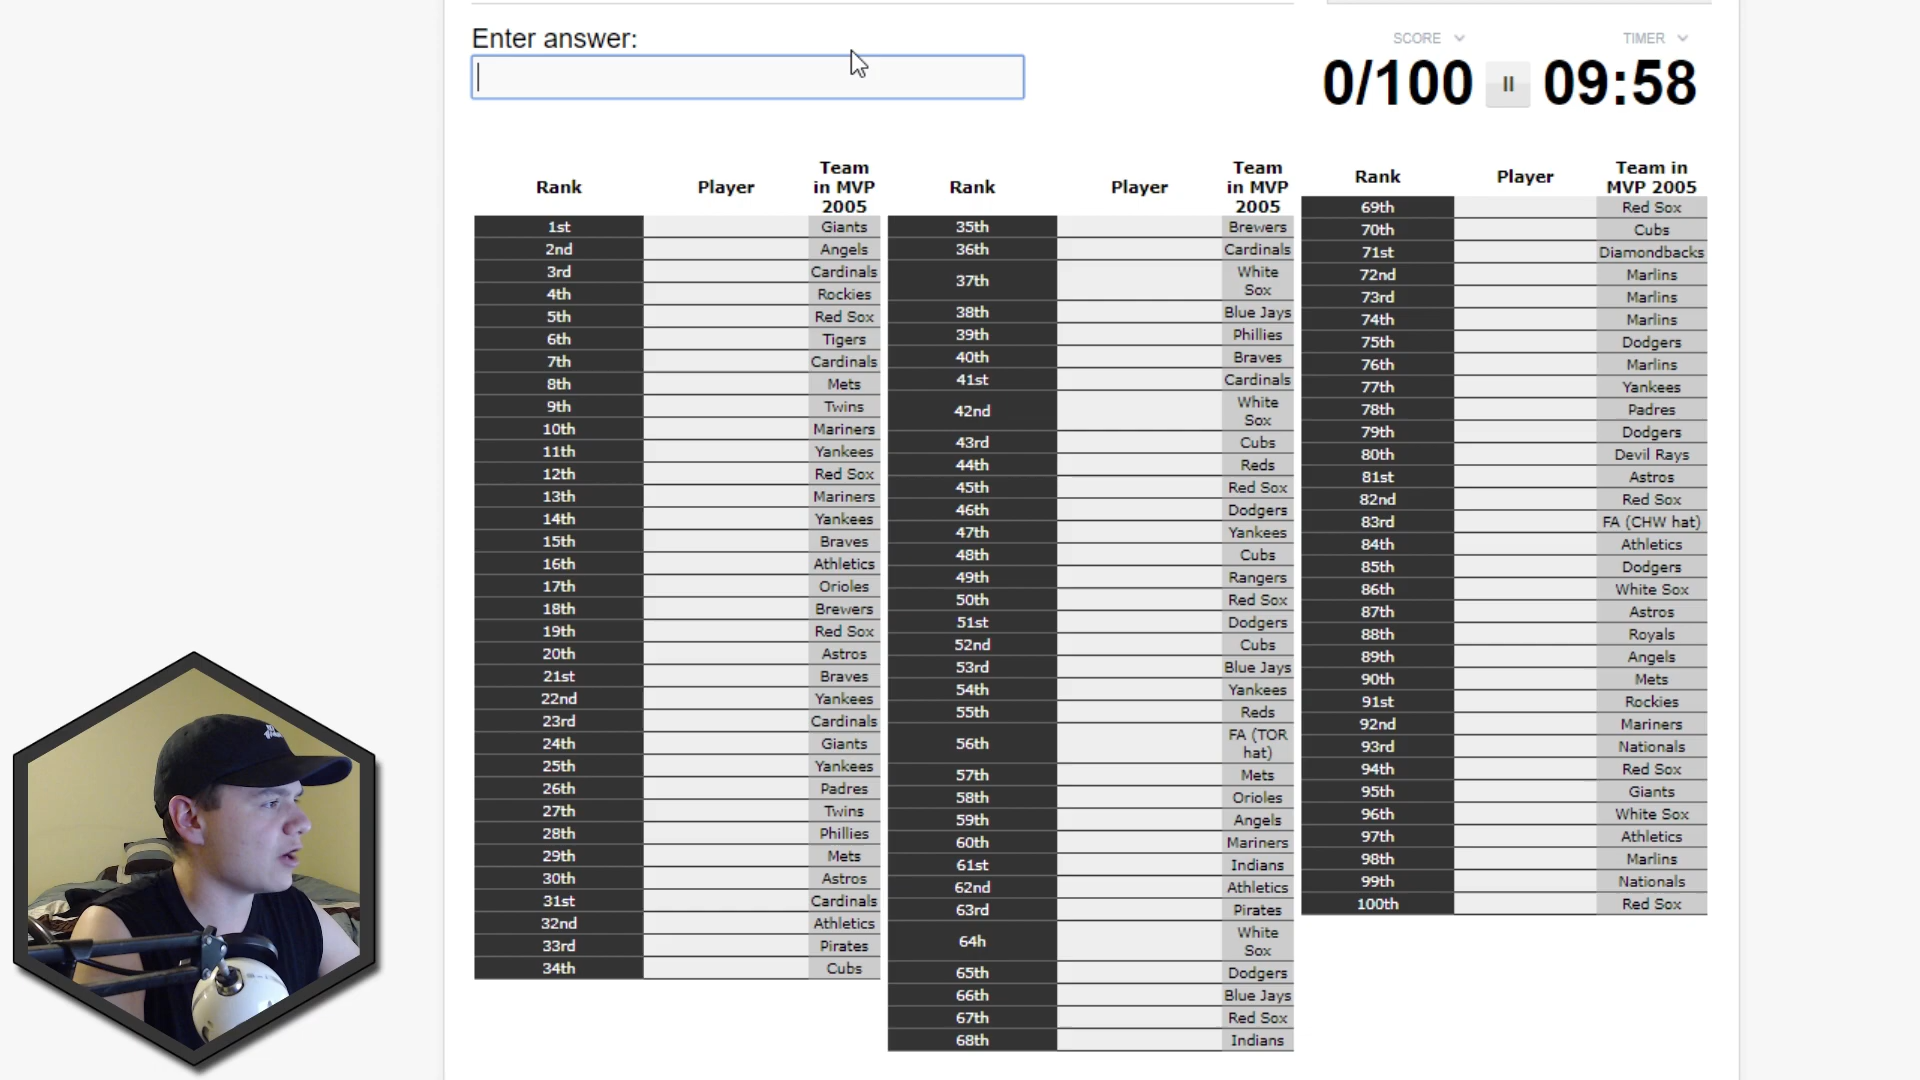 Enter answer:
SCORE
TIMER
0/100
09:58
Rank Player Team in MVP 2005
1st Giants
2nd Angels
3rd Cardinals
4th Rockies
5th Red Sox
6th Tigers
7th Cardinals
8th Mets
9th Twins
10th Mariners
11th Yankees
12th Red Sox
13th Mariners
14th Yankees
15th Braves
16th Athletics
17th Orioles
18th Brewers
19th Red Sox
20th Astros
21st Braves
22nd Yankees
23rd Cardinals
24th Giants
25th Yankees
26th Padres
27th Twins
28th Phillies
29th Mets
30th Astros
31st Cardinals
32nd Athletics
33rd Pirates
34th Cubs
Rank Player Team in MVP 2005
35th Brewers
36th Cardinals
37th White Sox
38th Blue Jays
39th Phillies
40th Braves
41st Cardinals
42nd White Sox
43rd Cubs
44th Reds
45th Red Sox
46th Dodgers
47th Yankees
48th Cubs
49th Rangers
50th Red Sox
51st Dodgers
52nd Cubs
53rd Blue Jays
54th Yankees
55th Reds
56th FA (TOR hat)
57th Mets
58th Orioles
59th Angels
60th Mariners
61st Indians
62nd Athletics
63rd Pirates
64h White Sox
65th Dodgers
66th Blue Jays
67th Red Sox
68th Indians
Rank Player Team in MVP 2005
69th Red Sox
70th Cubs
71st Diamondbacks
72nd Marlins
73rd Marlins
74th Marlins
75th Dodgers
76th Marlins
77th Yankees
78th Padres
79th Dodgers
80th Devil Rays
81st Astros
82nd Red Sox
83rd FA (CHW hat)
84th Athletics
85th Dodgers
86th White Sox
87th Astros
88th Royals
89th Angels
90th Mets
91st Rockies
92nd Mariners
93rd Nationals
94th Red Sox
95th Giants
96th White Sox
97th Athletics
98th Marlins
99th Nationals
100th Red Sox